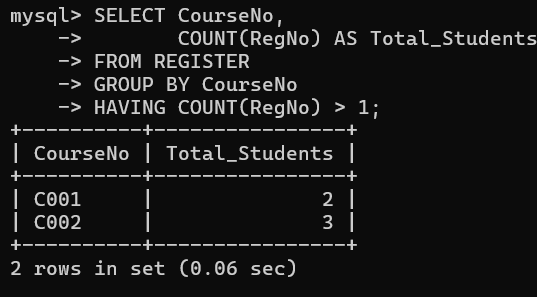 mysql> SELECT CourseNo,
    ->        COUNT(RegNo) AS Total_Students
    -> FROM REGISTER
    -> GROUP BY CourseNo
    -> HAVING COUNT(RegNo) > 1;
+----------+----------------+
| CourseNo | Total_Students |
+----------+----------------+
| C001     |              2 |
| C002     |              3 |
+----------+----------------+
2 rows in set (0.06 sec)